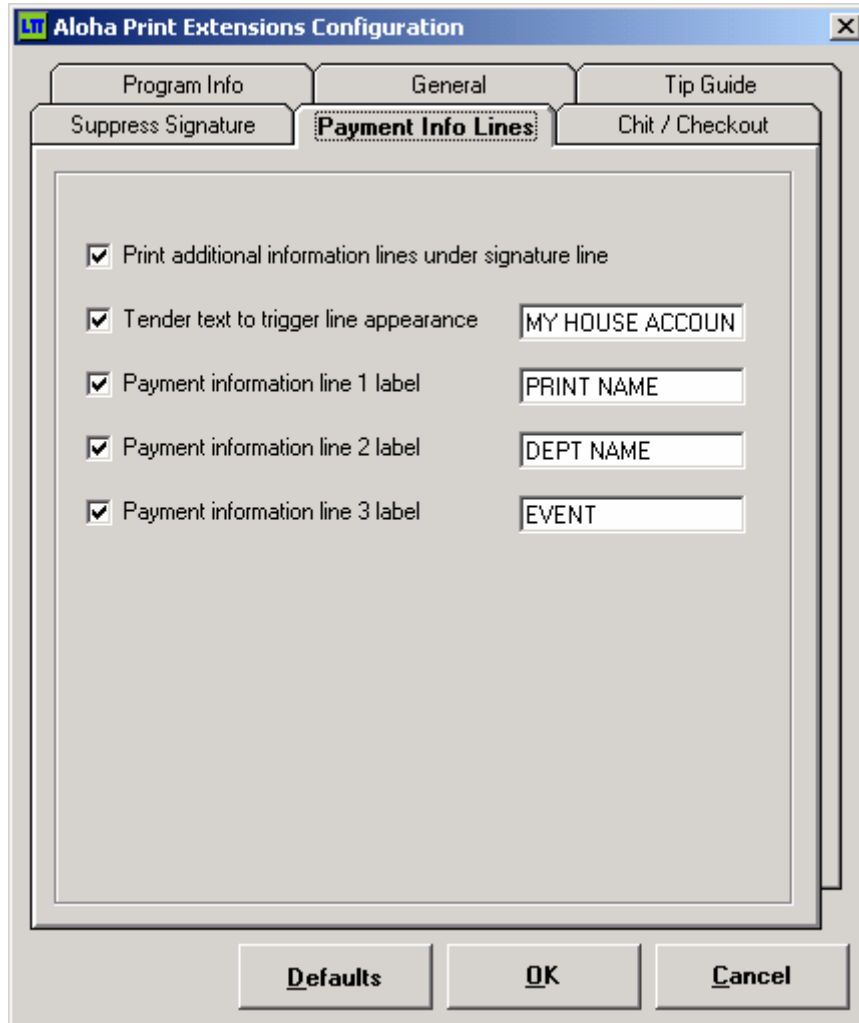 LTT Aloha Print Extensions Configuration
Program Info General Tip Guide
Suppress Signature Payment Info Lines Chit / Checkout
Print additional information lines under signature line
Tender text to trigger line appearance MY HOUSE ACCOUN
Payment information line 1 label PRINT NAME
Payment information line 2 label DEPT NAME
Payment information line 3 label EVENT
Defaults OK Cancel